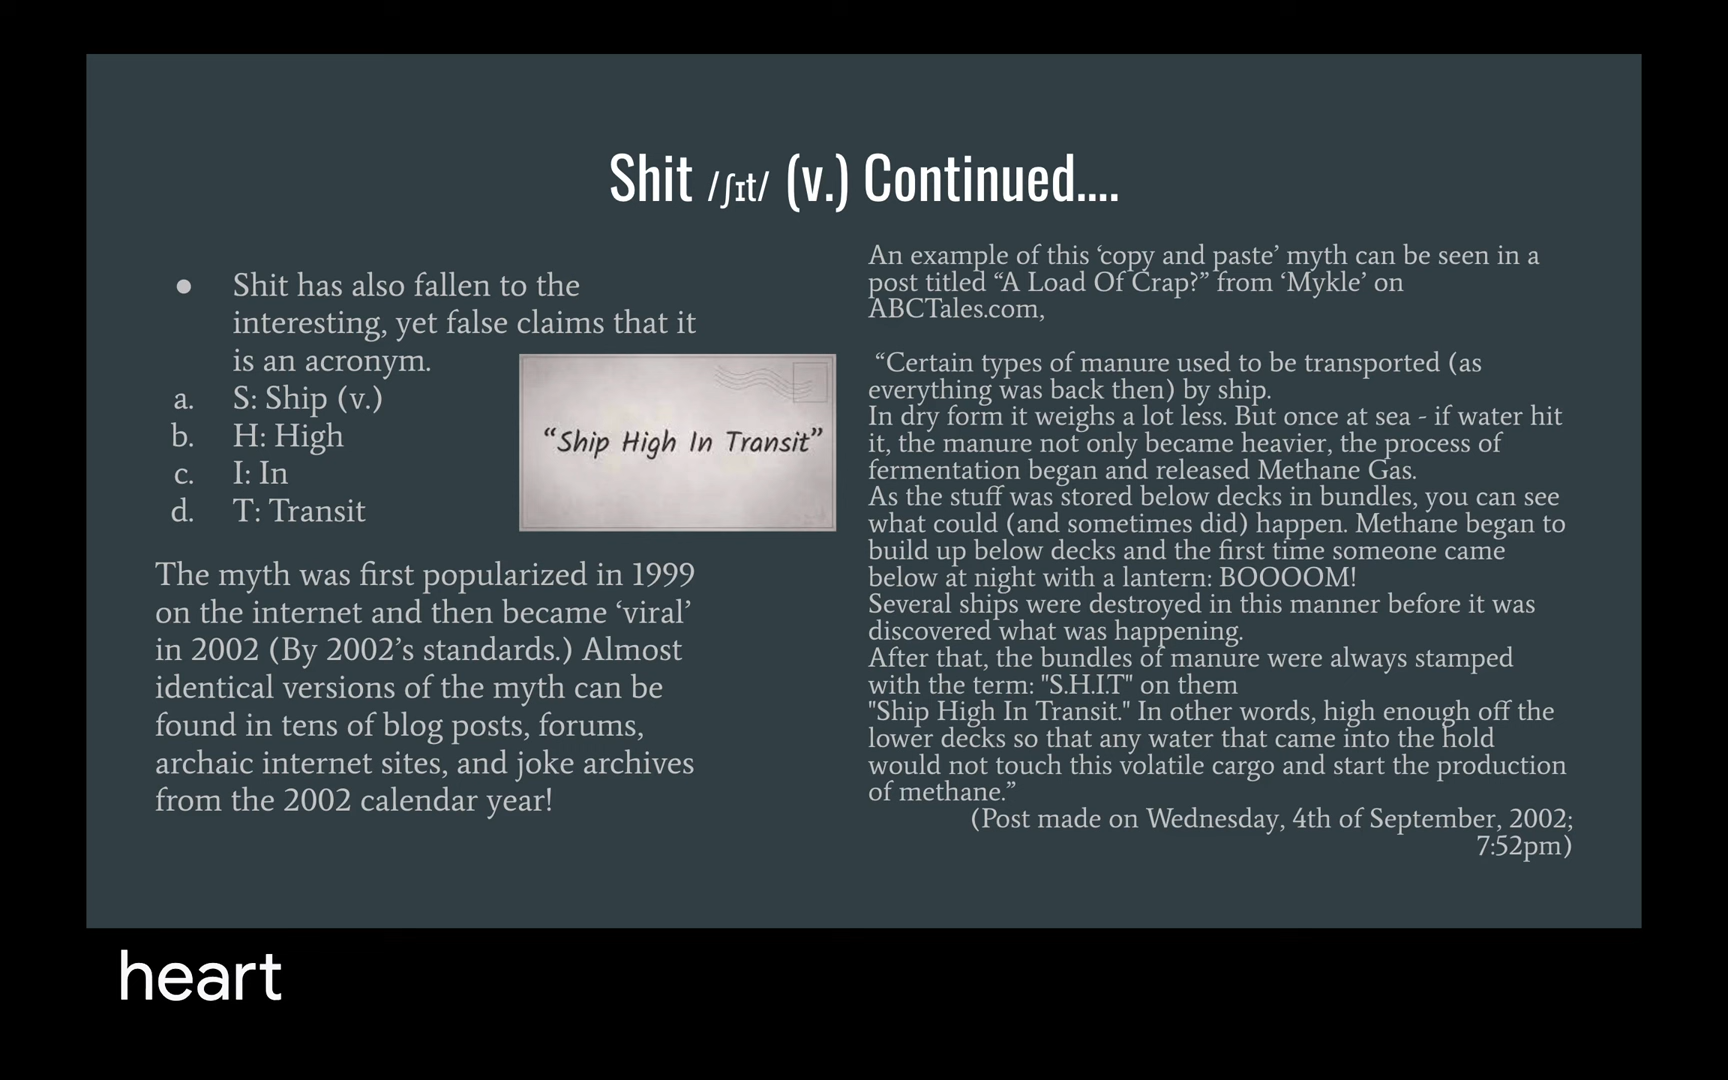 Shit /ʃɪt/ (v.) Continued....
● Shit has also fallen to the
interesting, yet false claims that it
is an acronym.
a. S: Ship (v.)
b. H: High
c. I: In
d. T: Transit
“Ship High In Transit”
The myth was first popularized in 1999
on the internet and then became ‘viral’
in 2002 (By 2002’s standards.) Almost
identical versions of the myth can be
found in tens of blog posts, forums,
archaic internet sites, and joke archives
from the 2002 calendar year!
An example of this ‘copy and paste’ myth can be seen in a
post titled “A Load Of Crap?” from ‘Mykle’ on
ABCTales.com,
“Certain types of manure used to be transported (as
everything was back then) by ship.
In dry form it weighs a lot less. But once at sea - if water hit
it, the manure not only became heavier, the process of
fermentation began and released Methane Gas.
As the stuff was stored below decks in bundles, you can see
what could (and sometimes did) happen. Methane began to
build up below decks and the first time someone came
below at night with a lantern: BOOOOM!
Several ships were destroyed in this manner before it was
discovered what was happening.
After that, the bundles of manure were always stamped
with the term: "S.H.I.T" on them
"Ship High In Transit." In other words, high enough off the
lower decks so that any water that came into the hold
would not touch this volatile cargo and start the production
of methane.”
(Post made on Wednesday, 4th of September, 2002;
7:52pm)
heart